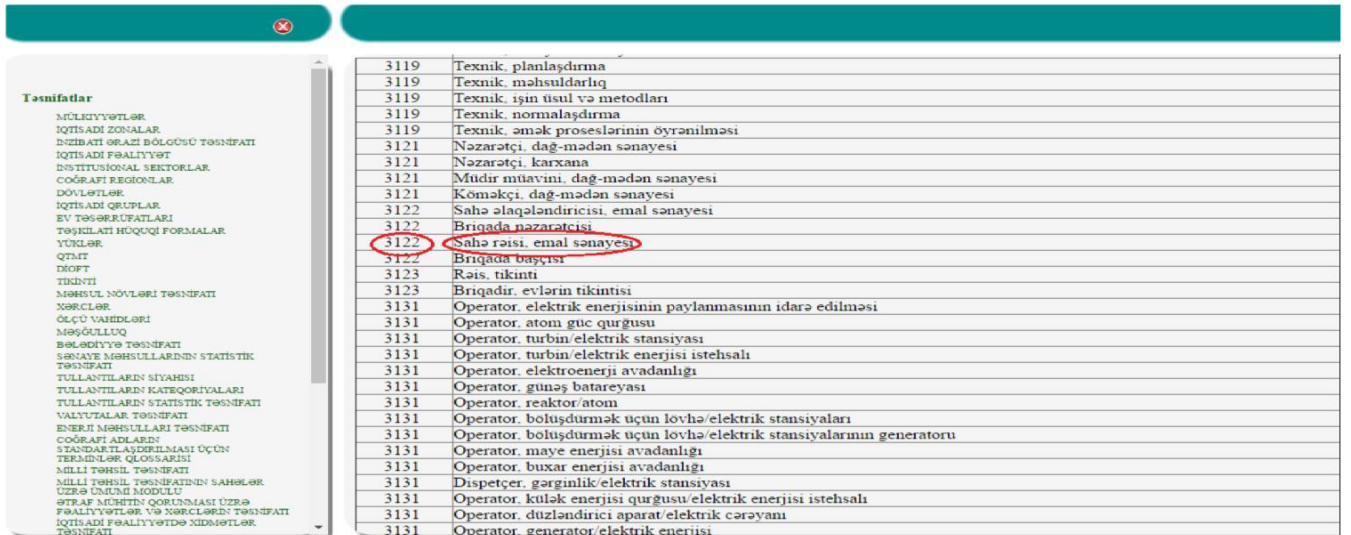 Təsnifatlar
MÜLKİYYƏTLƏR
İQTİSADİ ZONALAR
İNZİBATİ ƏRAZİ BÖLGÜSÜ TƏSNİFATI
İQTİSADİ FƏALİYYƏT
İNSTİTUSİONAL SEKTORLAR
COĞRAFİ REGİONLAR
DÖVLƏTLƏR
İQTİSADİ QRUPLAR
EV TƏSƏRRÜFATLARI
TƏŞKİLATİ HÜQUQİ FORMALAR
YÜKLƏR
QTMT
DİOFT
TİKİNTİ
MƏHSUL NÖVLƏRİ TƏSNİFATI
XƏRCLƏR
ÖLÇÜ VAHİDLƏRİ
MƏŞĞULLUQ
BƏLƏDİYYƏ TƏSNİFATI
SƏNAYE MƏHSULLARININ STATİSTİK
TƏSNİFATI
TULLANTILARIN SİYAHISI
TULLANTILARIN KATEQORİYALARI
TULLANTILARIN STATİSTİK TƏSNİFATI
VALYUTALAR TƏSNİFATI
ENERJİ MƏHSULLARI TƏSNİFATI
COĞRAFİ ADLARIN
STANDARTLAŞDIRILMASI ÜÇÜN
TERMİNLƏR QLOSSARİSİ
MİLLİ TƏHSİL TƏSNİFATI
MİLLİ TƏHSİL TƏSNİFATININ SAHƏLƏR
ÜZRƏ ÜMUMİ MODULU
ƏTRAF MÜHİTİN QORUNMASI ÜZRƏ
FƏALİYYƏTLƏR VƏ XƏRCLƏRİN TƏSNİFATI
İQTİSADİ FƏALİYYƏTDƏ XİDMƏTLƏR
TƏSNİFATI
3119 Texnik, planlaşdırma
3119 Texnik, məhsuldarlıq
3119 Texnik, işin üsul və metodları
3119 Texnik, normalaşdırma
3119 Texnik, əmək proseslərinin öyrənilməsi
3121 Nəzarətçi, dağ-mədən sənayesi
3121 Nəzarətçi, karxana
3121 Müdir müavini, dağ-mədən sənayesi
3121 Köməkçi, dağ-mədən sənayesi
3122 Sahə əlaqələndiricisi, emal sənayesi
3122 Briqada nəzarətçisi
3122 Sahə rəisi, emal sənayesi
3122 Briqada başçısı
3123 Rəis, tikinti
3123 Briqadir, evlərin tikintisi
3131 Operator, elektrik enerjisinin paylanmasının idarə edilməsi
3131 Operator, atom güc qurğusu
3131 Operator, turbin/elektrik stansiyası
3131 Operator, turbin/elektrik enerjisi istehsalı
3131 Operator, elektroenerji avadanlığı
3131 Operator, günəş batareyası
3131 Operator, reaktor/atom
3131 Operator, bölüşdürmək üçün lövhə/elektrik stansiyaları
3131 Operator, bölüşdürmək üçün lövhə/elektrik stansiyalarının generatoru
3131 Operator, maye enerjisi avadanlığı
3131 Operator, buxar enerjisi avadanlığı
3131 Dispetçer, gərginlik/elektrik stansiyası
3131 Operator, külək enerjisi qurğusu/elektrik enerjisi istehsalı
3131 Operator, düzləndirici aparat/elektrik cərəyanı
3131 Operator, generator/elektrik enerjisi